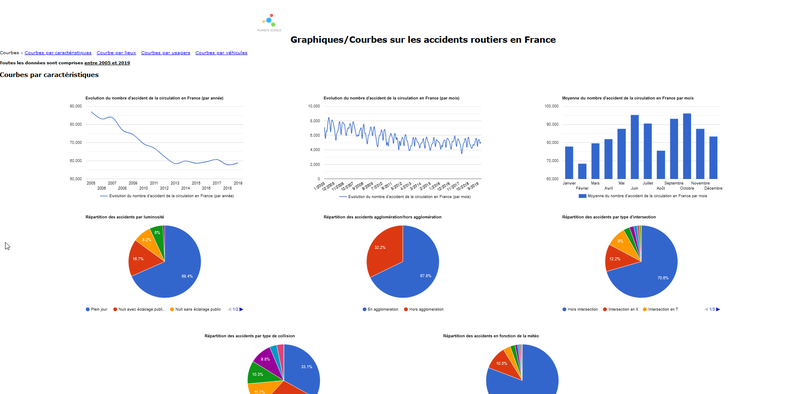 PLANETE SCIENCE
Graphiques/Courbes sur les accidents routiers en France
Courbes - Courbes par caractéristiques Courbe par lieux Courbes par usagers Courbes par véhicules
Toutes les données sont comprises entre 2005 et 2019
Courbes par caractéristiques
Evolution du nombre d'accident de la circulation en France (par année)
90,000
80,000
70,000
60,000
50,000
2005 2007 2009 2011 2013 2015 2017 2019
2006 2008 2010 2012 2014 2016 2018
Evolution du nombre d'accident de la circulation en France (par année)
Evolution du nombre d'accident de la circulation en France (par mois)
10,000
8,000
6,000
4,000
2,000
0
Evolution du nombre d'accident de la circulation en France (par mois)
Moyenne du nombre d'accident de la circulation en France par mois
100,000
90,000
80,000
70,000
60,000
Janvier Mars Mai Juillet Septembre Novembre
Février Avril Juin Août Octobre Décembre
Moyenne du nombre d'accident de la circulation en France par mois
Répartition des accidents par luminosité
6%
16.7%
68.4%
Plein jour Nuit avec éclairage publi... Nuit sans éclairage public 1/2
Répartition des accidents agglomération/hors agglomération
32.2%
67.8%
En agglomération Hors agglomération
Répartition des accidents par type d'intersection
9%
12.2%
70.8%
Hors intersection Intersection en X Intersection en T 1/3
Répartition des accidents par type de collision
9.8%
10.3%
33.1%
Répartition des accidents en fonction de la météo
10.5%